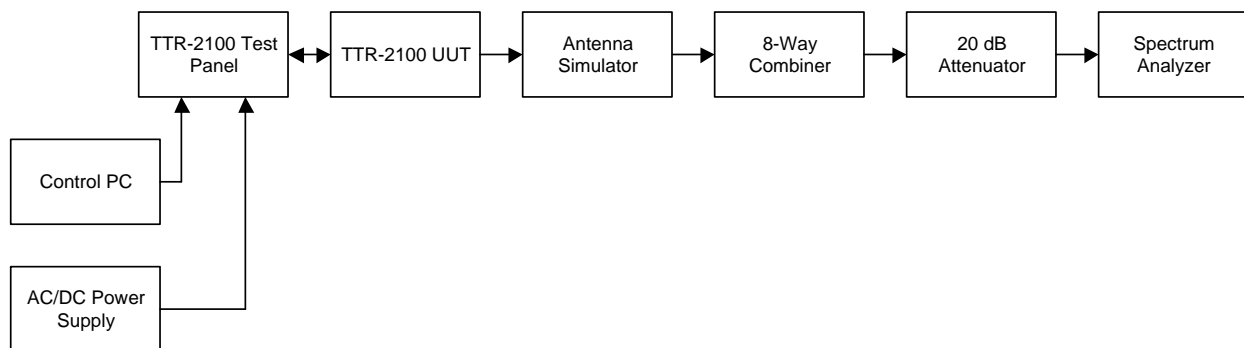 TTR-2100 Test
Panel
TTR-2100 UUT
Antenna
Simulator
8-Way
Combiner
20 dB
Attenuator
Spectrum
Analyzer
Control PC
AC/DC Power
Supply